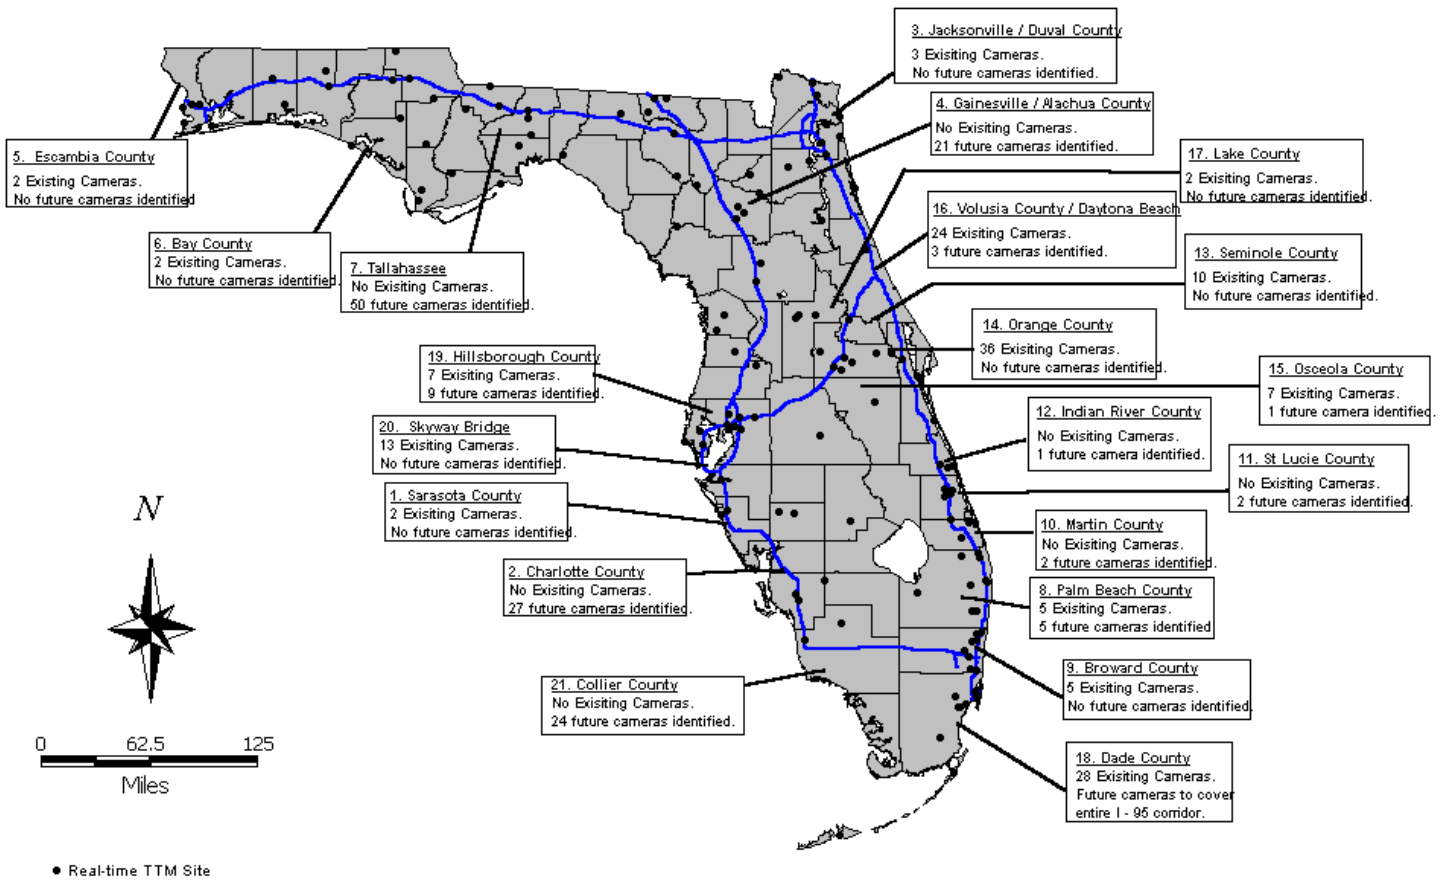 3. Jacksonville / Duval County
3 Exisiting Cameras.
No future cameras identified.
4. Gainesville / Alachua County
No Exisiting Cameras.
21 future cameras identified.
5. Escambia County
2 Existing Cameras.
No future cameras identified
17. Lake County
2 Exisiting Cameras.
No future cameras identified.
16. Volusia County / Daytona Beach
24 Exisiting Cameras.
3 future cameras identified.
6. Bay County
2 Exisiting Cameras.
No future cameras identified.
7. Tallahassee
No Exisiting Cameras.
50 future cameras identified.
13. Seminole County
10 Exisiting Cameras.
No future cameras identified.
14. Orange County
36 Exisiting Cameras.
No future cameras identified.
19. Hillsborough County
7 Exisiting Cameras.
9 future cameras identified.
15. Osceola County
7 Exisiting Cameras.
1 future camera identified.
12. Indian River County
No Exisiting Cameras.
1 future camera identified.
20. Skyway Bridge
13 Exisiting Cameras.
No future cameras identified.
11. St Lucie County
No Exisiting Cameras.
2 future cameras identified.
1. Sarasota County
2 Exisiting Cameras.
No future cameras identified.
10. Martin County
No Exisiting Cameras.
2 future cameras identified.
2. Charlotte County
No Exisiting Cameras.
27 future cameras identified.
8. Palm Beach County
5 Exisiting Cameras.
5 future cameras identified
9. Broward County
5 Exisiting Cameras.
No future cameras identified.
21. Collier County
No Exisiting Cameras.
24 future cameras identified.
18. Dade County
28 Exisiting Cameras.
Future cameras to cover
entire I - 95 corridor.
N
0 62.5 125
Miles
Real-time TTM Site